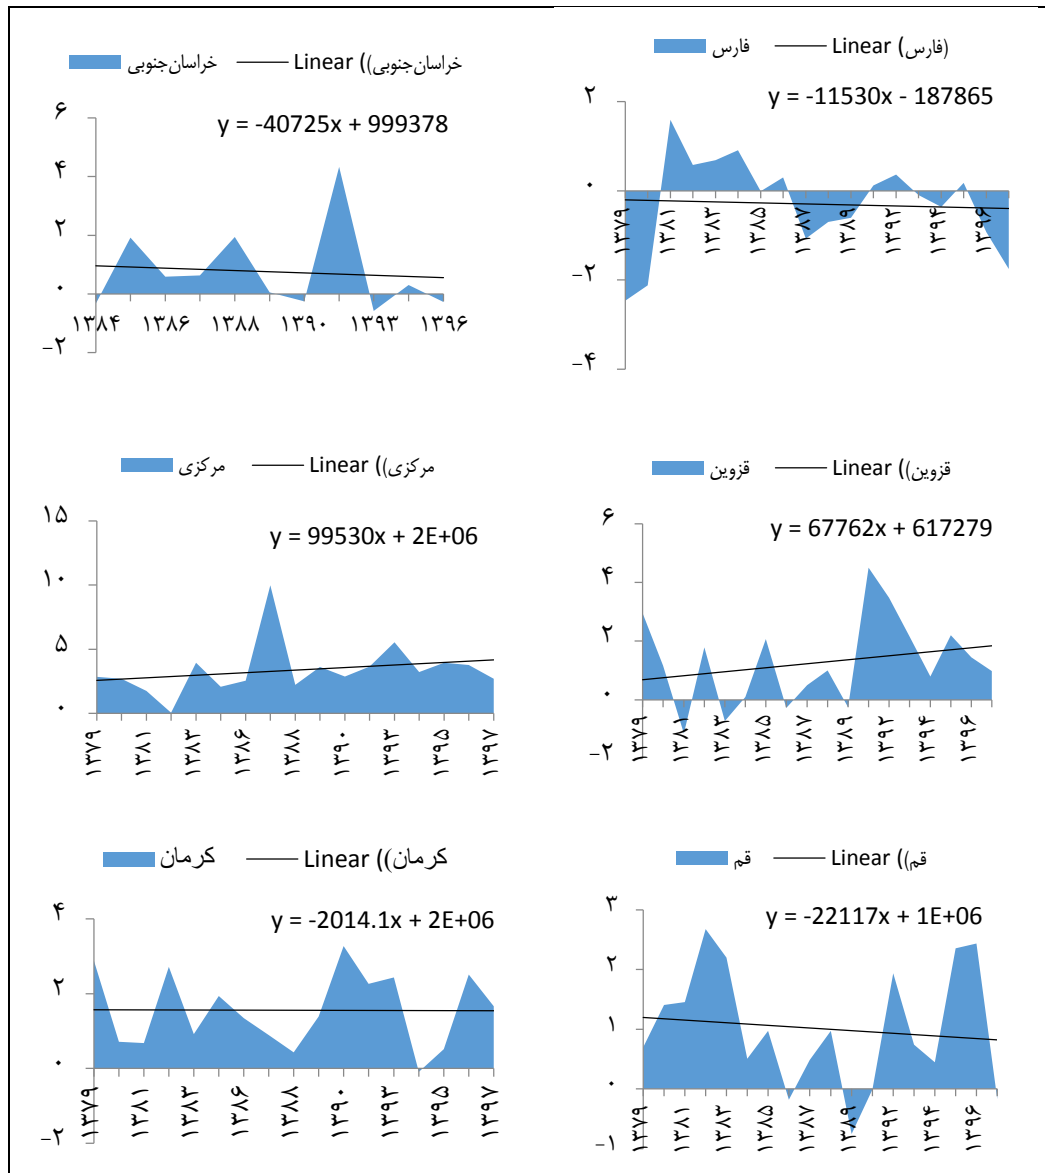 خراسان‌جنوبی Linear ((خراسان‌جنوبی
y = -40725x + 999378
۶
۴
۲
۰
−۲
۱۳۸۴ ۱۳۸۶ ۱۳۸۸ ۱۳۹۰ ۱۳۹۳ ۱۳۹۶
فارس Linear (فارس)
y = -11530x - 187865
۲
۰
−۲
−۴
۱۳۷۹ ۱۳۸۱ ۱۳۸۳ ۱۳۸۵ ۱۳۸۷ ۱۳۸۹ ۱۳۹۲ ۱۳۹۴ ۱۳۹۶
مرکزی Linear ((مرکزی
y = 99530x + 2E+06
۱۵
۱۰
۵
۰
۱۳۷۹ ۱۳۸۱ ۱۳۸۳ ۱۳۸۶ ۱۳۸۸ ۱۳۹۰ ۱۳۹۳ ۱۳۹۵ ۱۳۹۷
قزوین Linear ((قزوین
y = 67762x + 617279
۶
۴
۲
۰
−۲
۱۳۷۹ ۱۳۸۱ ۱۳۸۳ ۱۳۸۵ ۱۳۸۷ ۱۳۸۹ ۱۳۹۲ ۱۳۹۴ ۱۳۹۶
کرمان Linear ((کرمان
y = -2014.1x + 2E+06
۴
۲
۰
−۲
۱۳۷۹ ۱۳۸۱ ۱۳۸۳ ۱۳۸۶ ۱۳۸۸ ۱۳۹۰ ۱۳۹۳ ۱۳۹۵ ۱۳۹۷
قم Linear ((قم
y = -22117x + 1E+06
۳
۲
۱
۰
−۱
۱۳۷۹ ۱۳۸۱ ۱۳۸۳ ۱۳۸۵ ۱۳۸۷ ۱۳۸۹ ۱۳۹۲ ۱۳۹۴ ۱۳۹۶